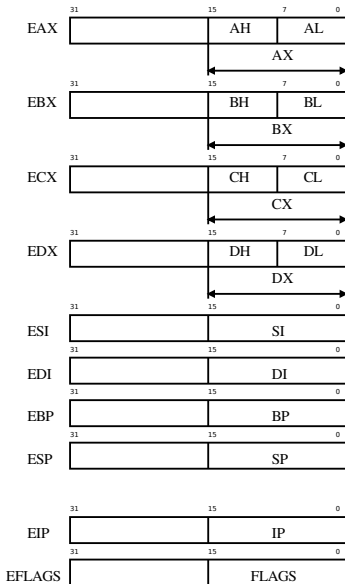 31 15 7 0
EAX AH AL
AX
31 15 7 0
EBX BH BL
BX
31 15 7 0
ECX CH CL
CX
31 15 7 0
EDX DH DL
DX
31 15 0
ESI SI
31 15 0
EDI DI
31 15 0
EBP BP
31 15 0
ESP SP
31 15 0
EIP IP
31 15 0
EFLAGS FLAGS